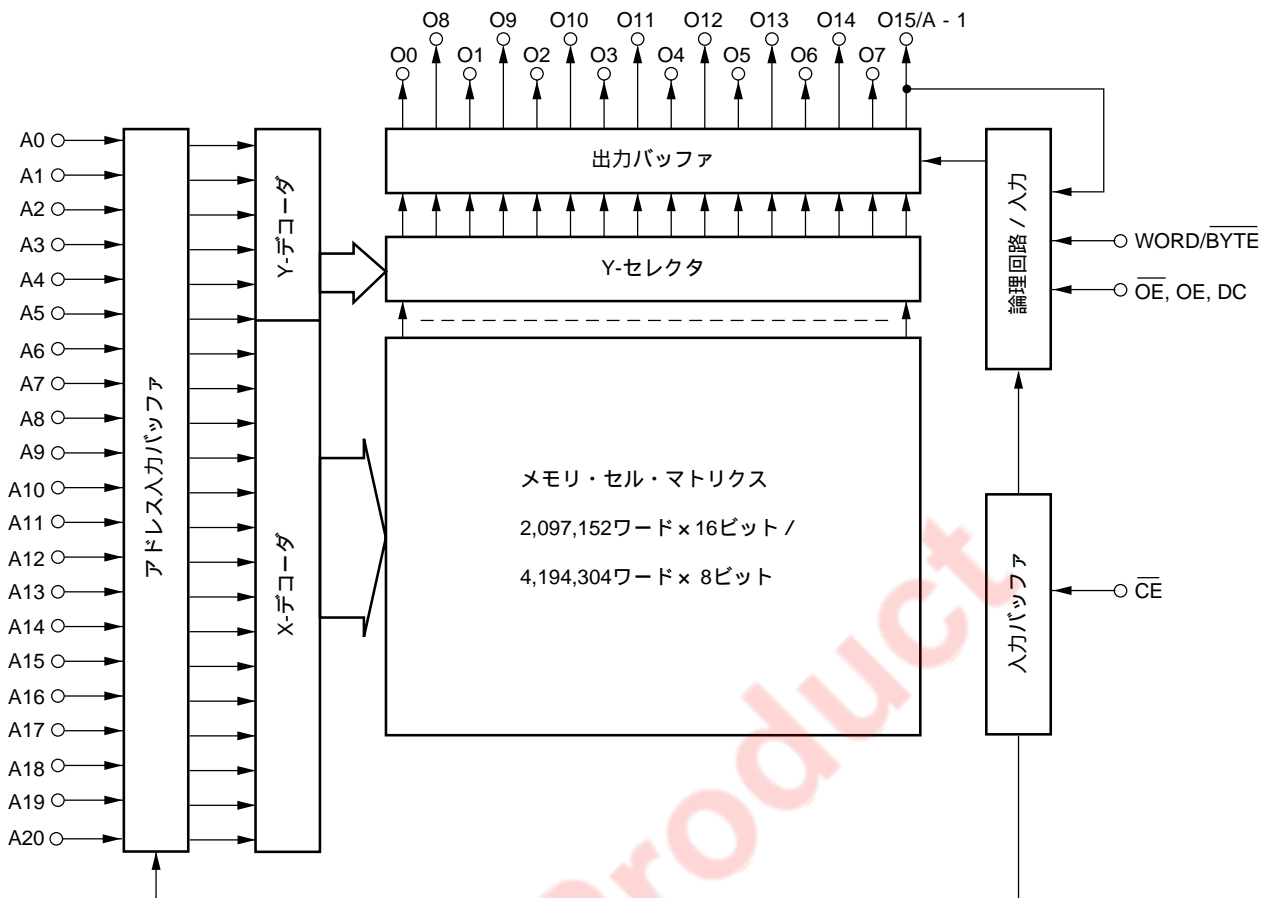 O8 O9 O10 O11 O12 O13 O14 O15/A - 1
O0 O1 O2 O3 O4 O5 O6 O7
A0
A1
A2
A3
A4
A5
A6
A7
A8
A9
A10
A11
A12
A13
A14
A15
A16
A17
A18
A19
A20
アドレス入力バッファ
Y-デコーダ
X-デコーダ
出力バッファ
Y-セレクタ
メモリ・セル・マトリクス
2,097,152ワード×16ビット /
4,194,304ワード× 8ビット
論理回路 / 入力
WORD/B̅Y̅T̅E̅
O̅E̅, OE, DC
入力バッファ
C̅E̅
Product